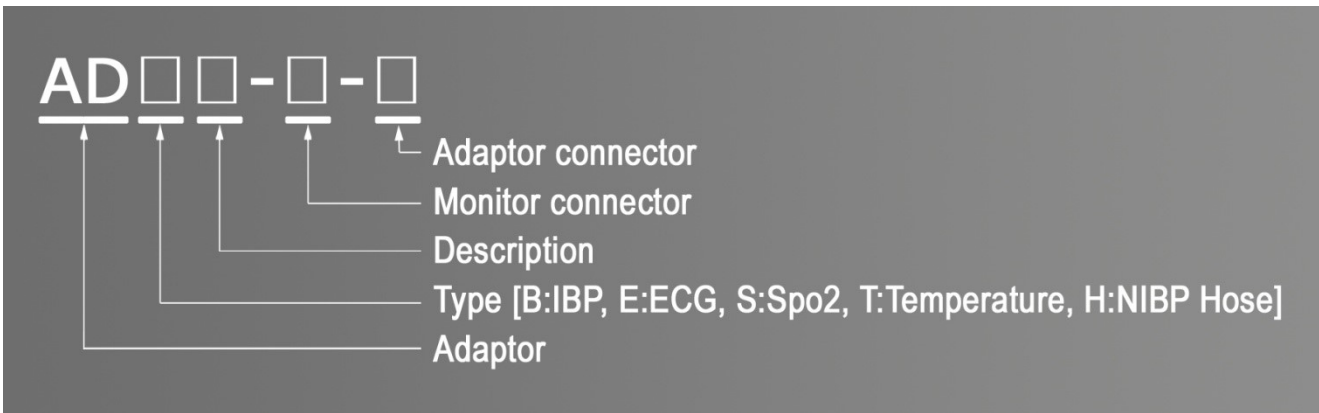 AD□□-□-□
Adaptor connector
Monitor connector
Description
Type [B:IBP, E:ECG, S:Spo2, T:Temperature, H:NIBP Hose]
Adaptor